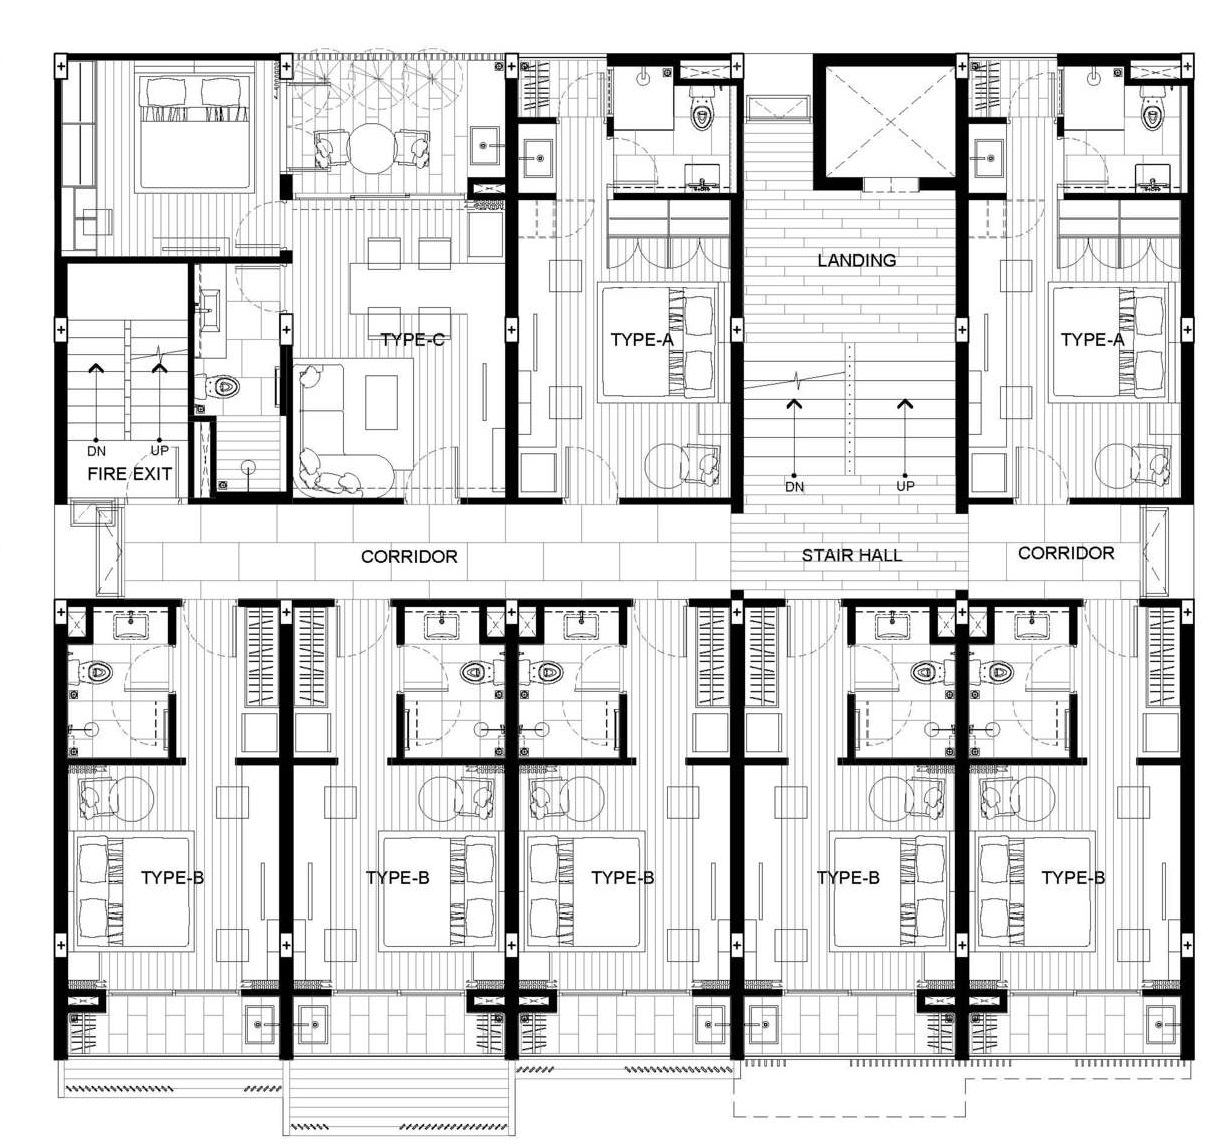 LANDING
TYPE-C
TYPE-A
TYPE-A
DN
UP
FIRE EXIT
DN
UP
CORRIDOR
STAIR HALL
CORRIDOR
TYPE-B
TYPE-B
TYPE-B
TYPE-B
TYPE-B